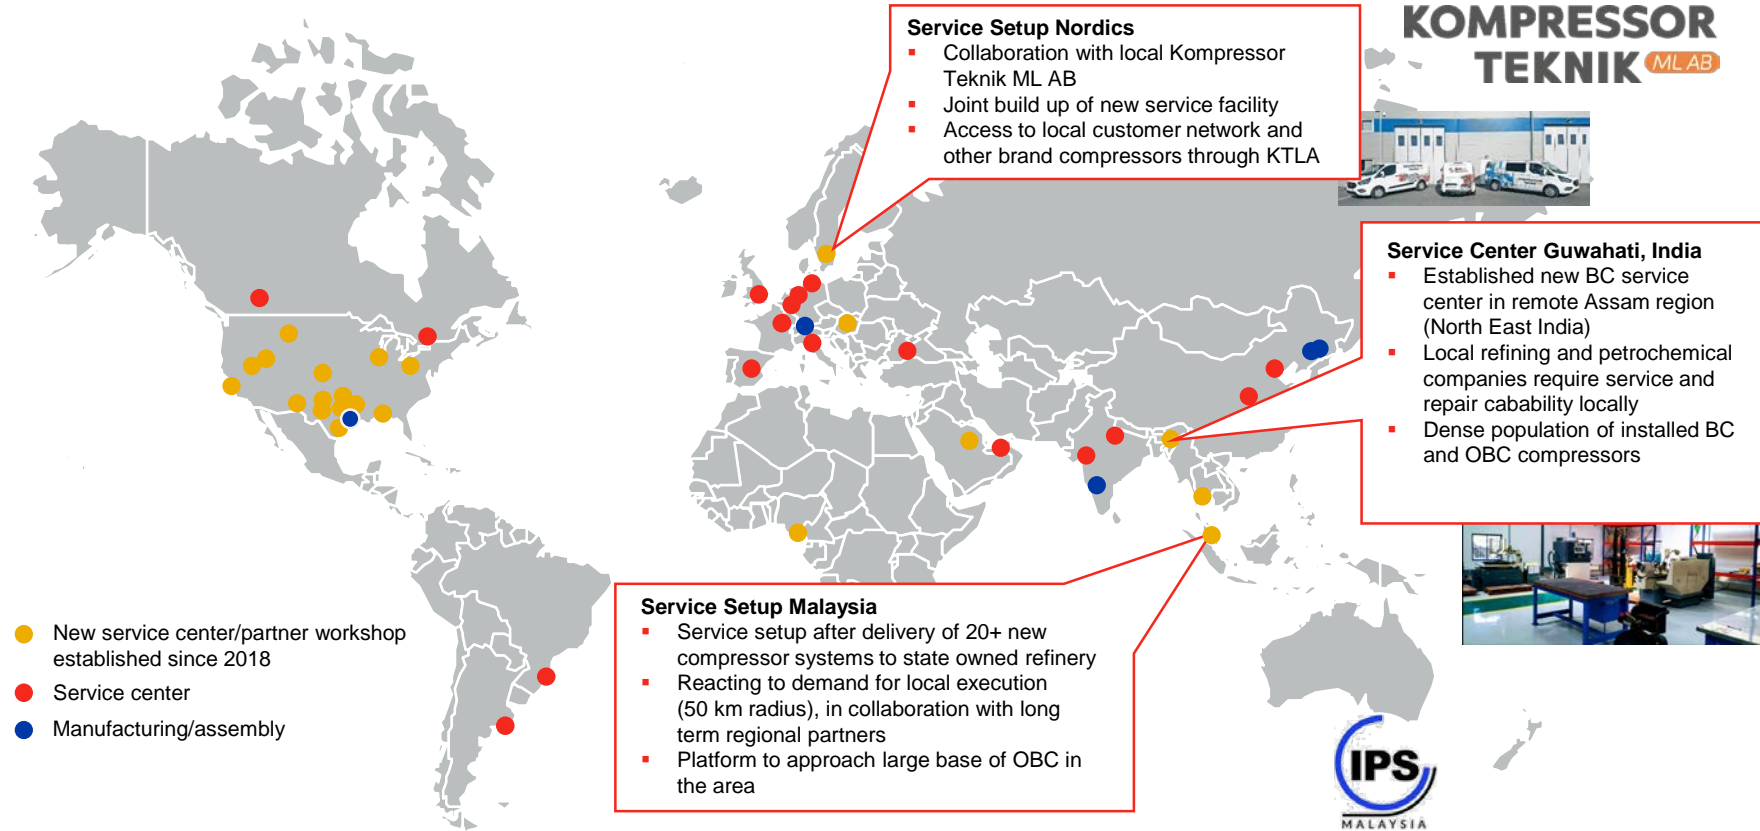 Service Setup Nordics
▪ Collaboration with local Kompressor
Teknik ML AB
▪ Joint build up of new service facility
▪ Access to local customer network and
other brand compressors through KTLA
KOMPRESSOR
TEKNIK ML AB
Service Center Guwahati, India
▪ Established new BC service
center in remote Assam region
(North East India)
▪ Local refining and petrochemical
companies require service and
repair cabability locally
▪ Dense population of installed BC
and OBC compressors
Service Setup Malaysia
▪ Service setup after delivery of 20+ new
compressor systems to state owned refinery
▪ Reacting to demand for local execution
(50 km radius), in collaboration with long
term regional partners
▪ Platform to approach large base of OBC in
the area
New service center/partner workshop
established since 2018
Service center
Manufacturing/assembly
IPS
MALAYSIA